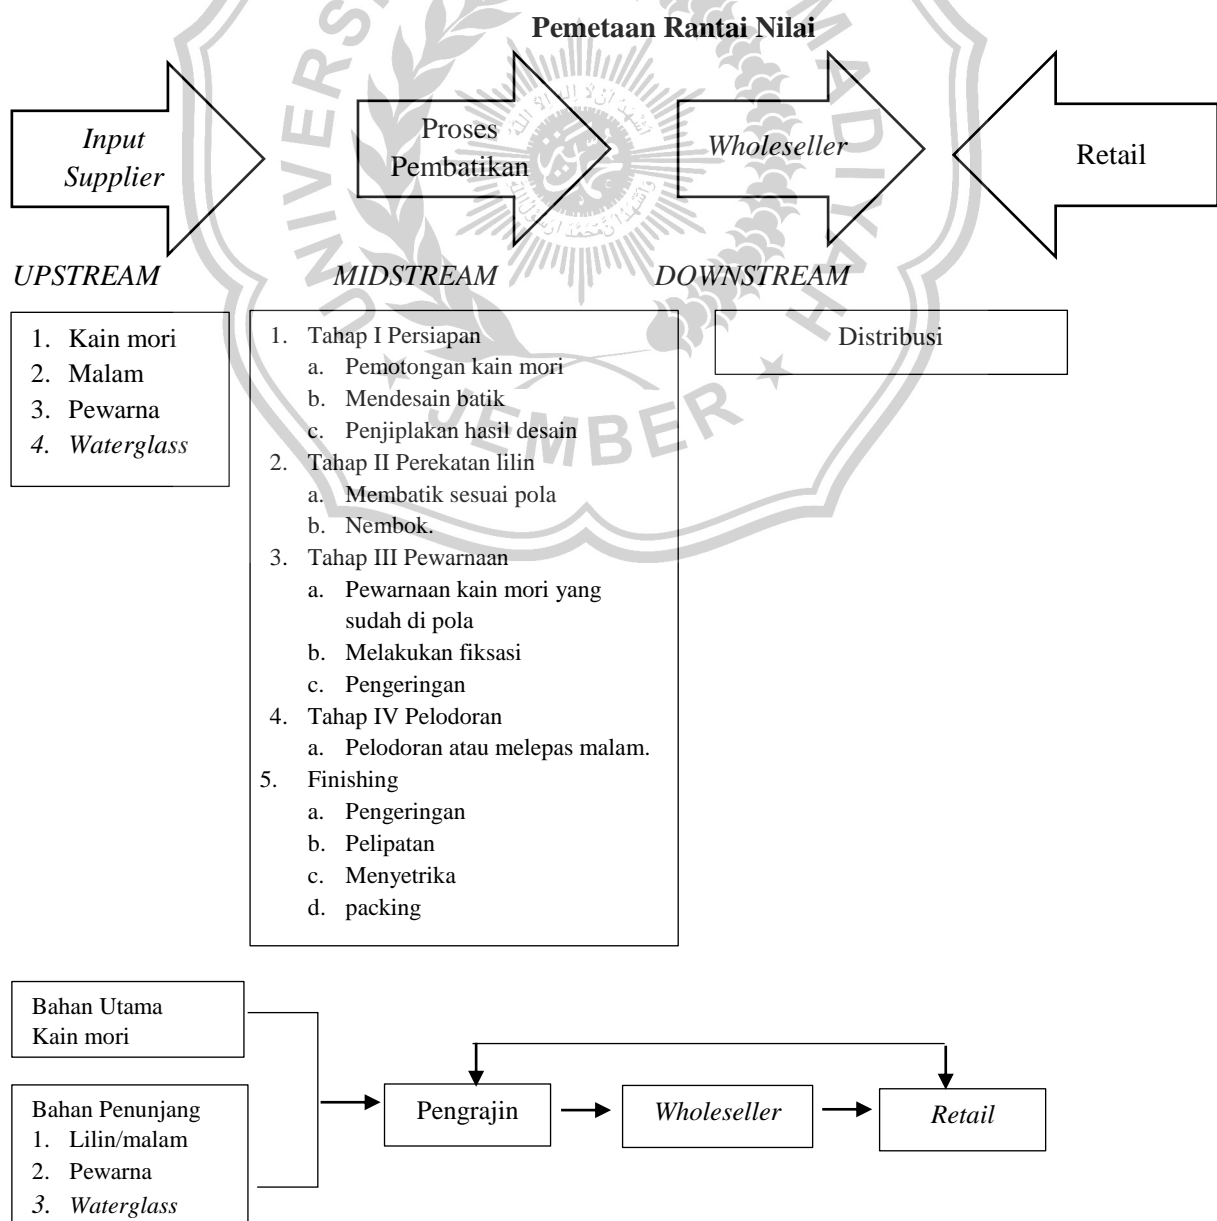 Pemetaan Rantai Nilai
Input
Supplier
Proses
Pembatikan
Wholeseller
Retail
UPSTREAM
MIDSTREAM
DOWNSTREAM
1. Kain mori
2. Malam
3. Pewarna
4. Waterglass
1. Tahap I Persiapan
a. Pemotongan kain mori
b. Mendesain batik
c. Penjiplakan hasil desain
2. Tahap II Perekatan lilin
a. Membatik sesuai pola
b. Nembok.
3. Tahap III Pewarnaan
a. Pewarnaan kain mori yang
sudah di pola
b. Melakukan fiksasi
c. Pengeringan
4. Tahap IV Pelodoran
a. Pelodoran atau melepas malam.
5. Finishing
a. Pengeringan
b. Pelipatan
c. Menyetrika
d. packing
Distribusi
Bahan Utama
Kain mori
Bahan Penunjang
1. Lilin/malam
2. Pewarna
3. Waterglass
Pengrajin
Wholeseller
Retail
JEMBER